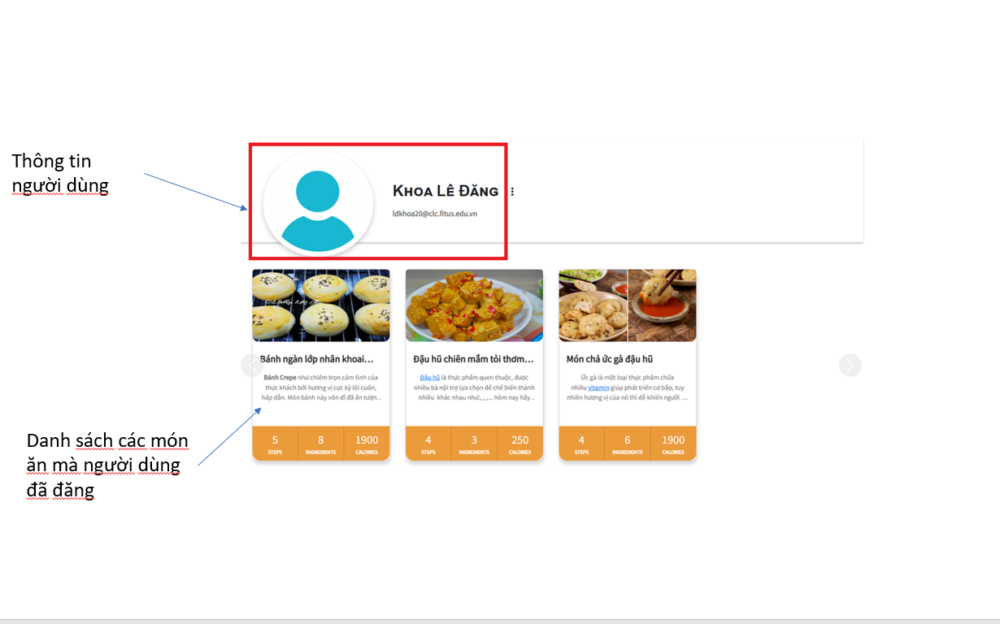 Thông tin
người dùng
KHOA LÊ ĐĂNG
ldkhoa20@clc.fitus.edu.vn
Bánh ngàn lớp nhân khoai...
Bánh Crepe như chiếm trọn cảm tình của
thực khách bởi hương vị cực kỳ lôi cuốn,
hấp dẫn. Món bánh này vốn dĩ đã ấn tượn..
5
STEPS
8
INGREDIENTS
1900
CALORIES
Đậu hũ chiên mắm tỏi thơm...
Đậu hũ là thực phẩm quen thuộc, được
nhiều bà nội trợ lựa chọn để chế biến thành
nhiều khác nhau như:, , ,... hôm nay hãy..
4
STEPS
3
INGREDIENTS
250
CALORIES
Món chả ức gà đậu hũ
Ức gà là một loại thực phẩm chứa
nhiều vitamin giúp phát triển cơ bắp, tuy
nhiên hương vị của nó thì dễ khiến người ...
4
STEPS
6
INGREDIENTS
1900
CALORIES
Danh sách các món
ăn mà người dùng
đã đăng